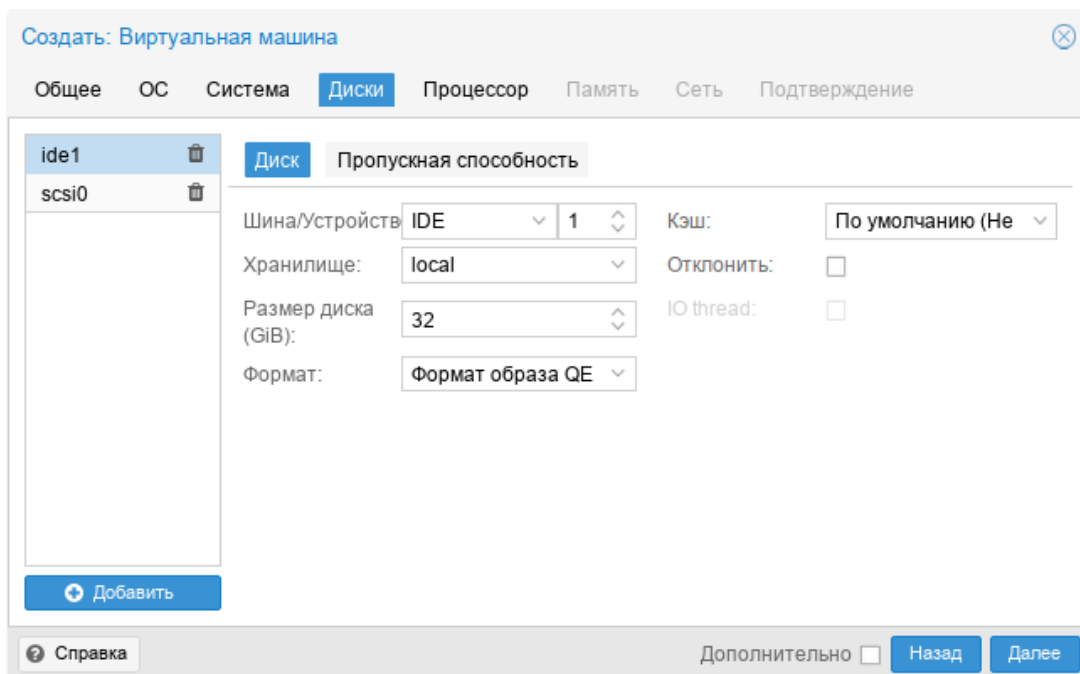 Создать: Виртуальная машина
Общее ОС Система Диски Процессор Память Сеть Подтверждение
ide1
scsi0
Диск Пропускная способность
Шина/Устройств IDE 1 Кэш: По умолчанию (Не
Хранилище: local Отклонить:
Размер диска (GiB): 32 IO thread:
Формат: Формат образа QE
Добавить
Справка Дополнительно Назад Далее